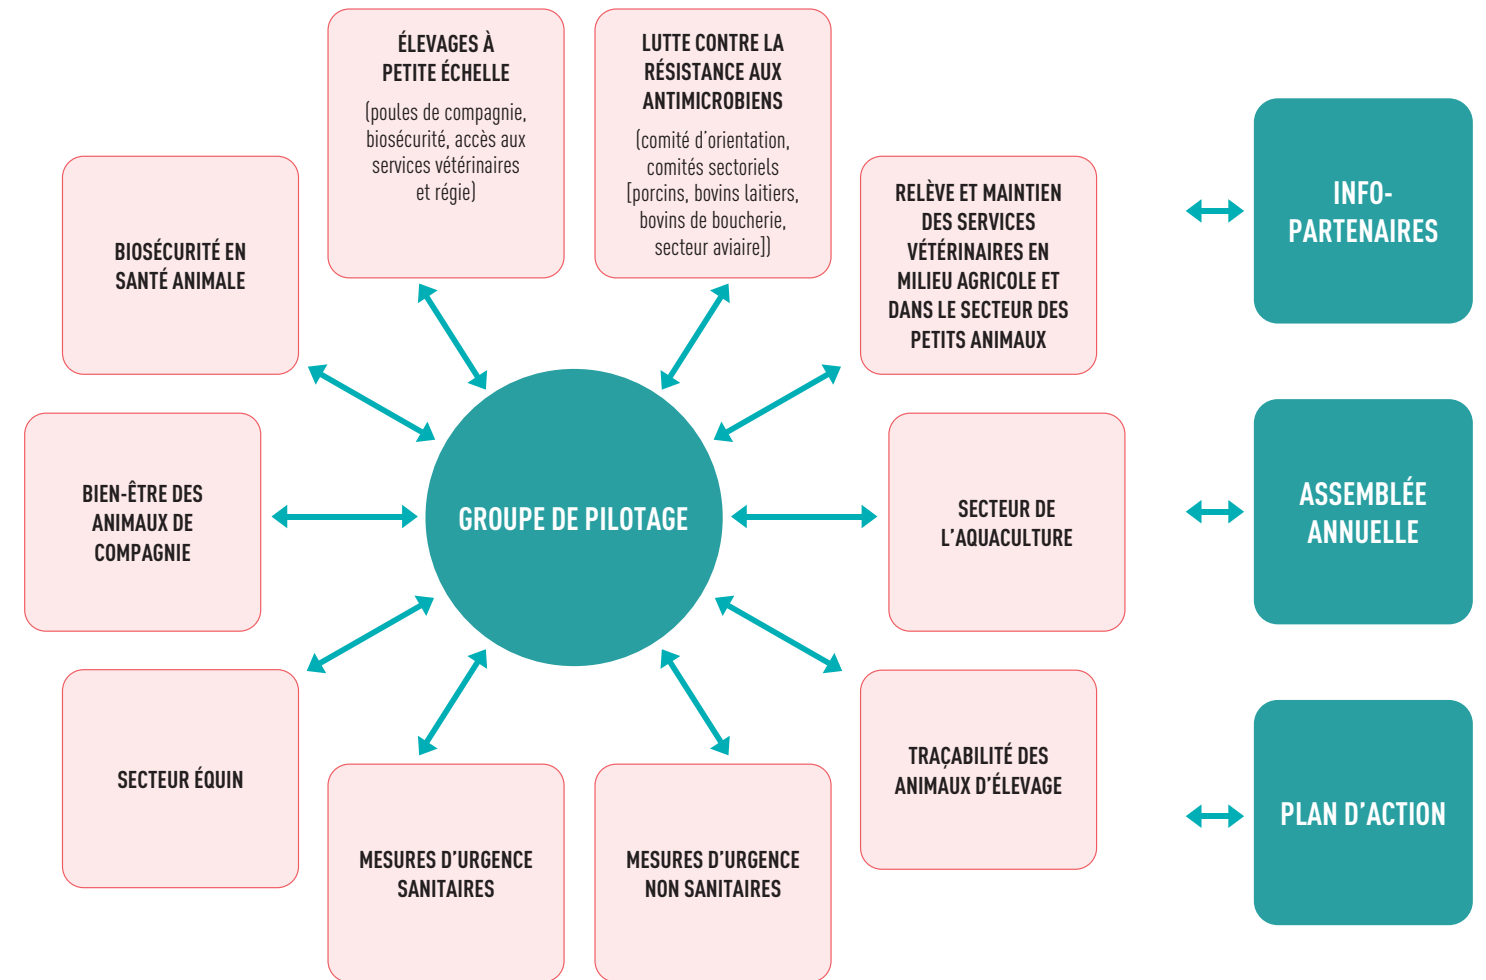 ÉLEVAGES À
PETITE ÉCHELLE
(poules de compagnie,
biosécurité, accès aux
services vétérinaires
et régie)
LUTTE CONTRE LA
RÉSISTANCE AUX
ANTIMICROBIENS
(comité d'orientation,
comités sectoriels
[porcins, bovins laitiers,
bovins de boucherie,
secteur aviaire])
BIOSÉCURITÉ EN
SANTÉ ANIMALE
RELÈVE ET MAINTIEN
DES SERVICES
VÉTÉRINAIRES EN
MILIEU AGRICOLE ET
DANS LE SECTEUR DES
PETITS ANIMAUX
INFO-
PARTENAIRES
BIEN-ÊTRE DES
ANIMAUX DE
COMPAGNIE
GROUPE DE PILOTAGE
SECTEUR DE
L'AQUACULTURE
ASSEMBLÉE
ANNUELLE
SECTEUR ÉQUIN
MESURES D'URGENCE
SANITAIRES
MESURES D'URGENCE
NON SANITAIRES
TRAÇABILITÉ DES
ANIMAUX D'ÉLEVAGE
PLAN D'ACTION